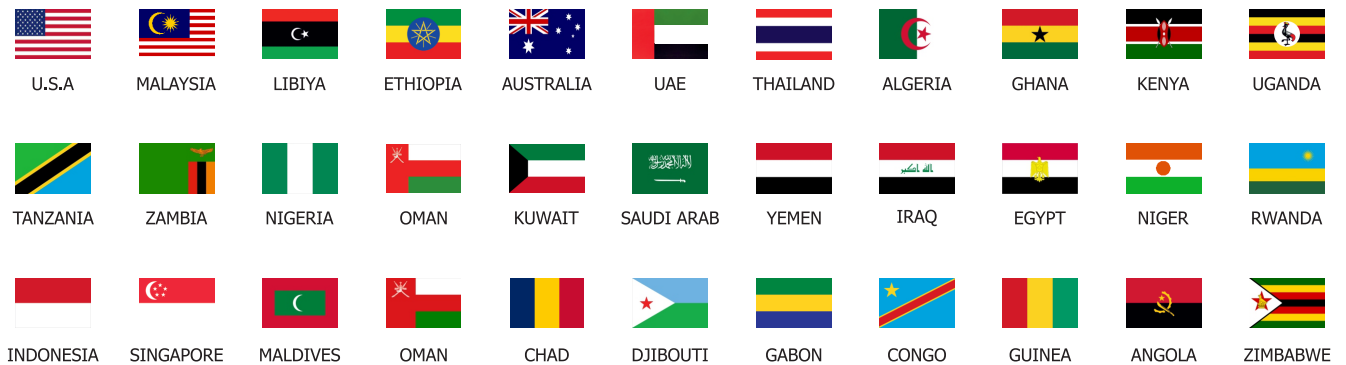 U.S.A MALAYSIA LIBIYA ETHIOPIA AUSTRALIA UAE THAILAND ALGERIA GHANA KENYA UGANDA
TANZANIA ZAMBIA NIGERIA OMAN KUWAIT SAUDI ARAB YEMEN IRAQ EGYPT NIGER RWANDA
INDONESIA SINGAPORE MALDIVES OMAN CHAD DJIBOUTI GABON CONGO GUINEA ANGOLA ZIMBABWE